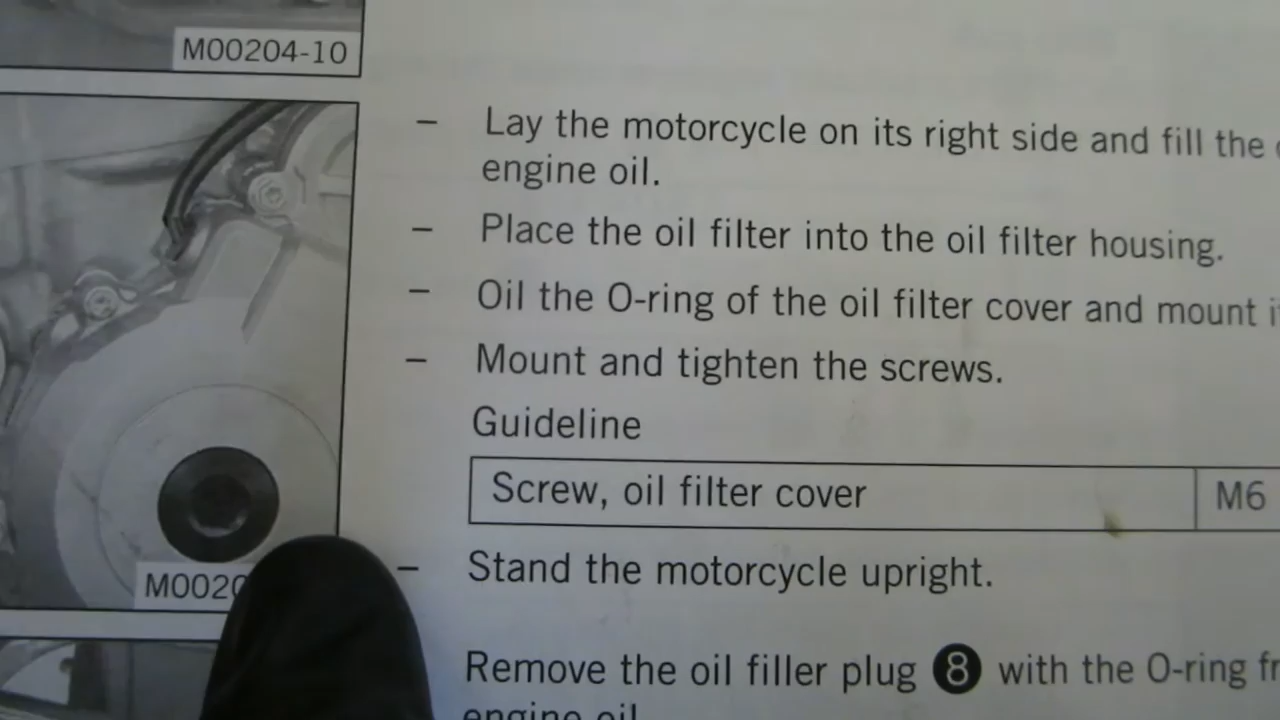 M00204-10
Lay the motorcycle on its right side and fill the
engine oil.
– Place the oil filter into the oil filter housing.
– Oil the O-ring of the oil filter cover and mount
– Mount and tighten the screws.
Guideline
Screw, oil filter cover M6
– Stand the motorcycle upright.
Remove the oil filler plug 8 with the O-ring
engine oil